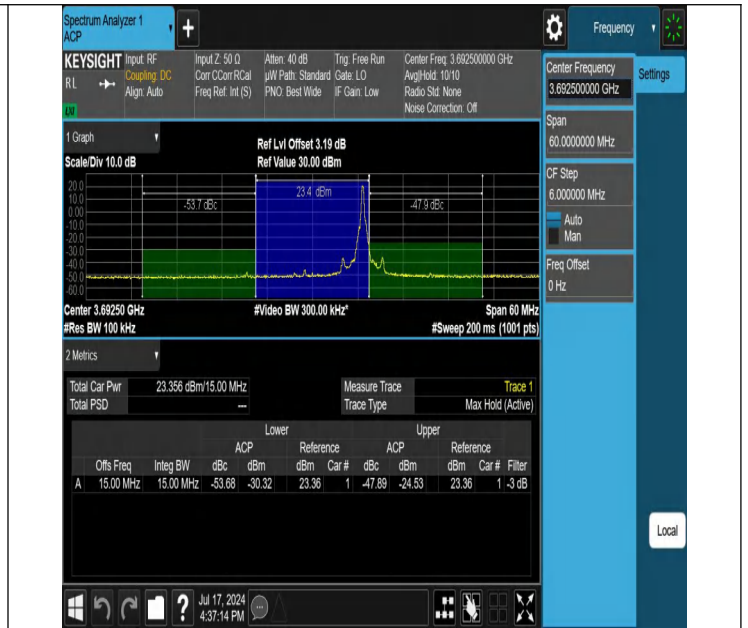 Spectrum Analyzer 1
ACP
Frequency
KEYSIGHT Input: RF
R L
Coupling: DC
Align: Auto
Input Z: 50 Ω
Corr CCorr RCal
Freq Ref: Int (S)
Atten: 40 dB
µW Path: Standard
PNO: Best Wide
Trig: Free Run
Gate: LO
IF Gain: Low
Center Freq: 3.692500000 GHz
Avg|Hold: 10/10
Radio Std: None
Noise Correction: Off
Center Frequency
3.692500000 GHz
Settings
Span
60.0000000 MHz
CF Step
6.000000 MHz
Auto
Man
Freq Offset
0 Hz
1 Graph
Scale/Div 10.0 dB
Ref Lvl Offset 3.19 dB
Ref Value 30.00 dBm
20.0
10.0
0.00
-10.0
-20.0
-30.0
-40.0
-50.0
-60.0
-53.7 dBc
23.4 dBm
-47.9 dBc
Center 3.69250 GHz
#Video BW 300.00 kHz*
Span 60 MHz
#Res BW 100 kHz
#Sweep 200 ms (1001 pts)
2 Metrics
Total Car Pwr 23.356 dBm/15.00 MHz
Total PSD ---
Measure Trace Trace 1
Trace Type Max Hold (Active)
Lower Upper
ACP Reference ACP Reference
Offs Freq Integ BW dBc dBm dBm Car # dBc dBm dBm Car # Filter
A 15.00 MHz 15.00 MHz -53.68 -30.32 23.36 1 -47.89 -24.53 23.36 1 -3 dB
Local
Jul 17, 2024
4:37:14 PM